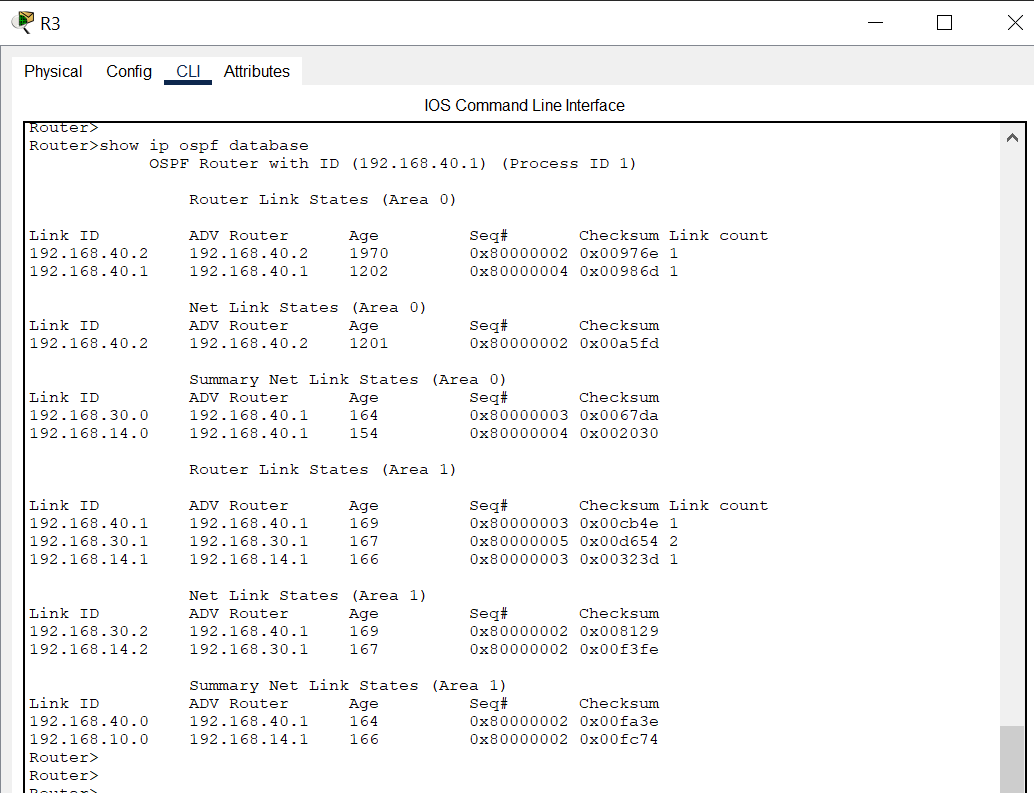 R3
Physical Config CLI Attributes
IOS Command Line Interface
Router>
Router>show ip ospf database
OSPF Router with ID (192.168.40.1) (Process ID 1)
Router Link States (Area 0)
Link ID ADV Router Age Seq# Checksum Link count
192.168.40.2 192.168.40.2 1970 0x80000002 0x00976e 1
192.168.40.1 192.168.40.1 1202 0x80000004 0x00986d 1
Net Link States (Area 0)
Link ID ADV Router Age Seq# Checksum
192.168.40.2 192.168.40.2 1201 0x80000002 0x00a5fd
Summary Net Link States (Area 0)
Link ID ADV Router Age Seq# Checksum
192.168.30.0 192.168.40.1 164 0x80000003 0x0067da
192.168.14.0 192.168.40.1 154 0x80000004 0x002030
Router Link States (Area 1)
Link ID ADV Router Age Seq# Checksum Link count
192.168.40.1 192.168.40.1 169 0x80000003 0x00cb4e 1
192.168.30.1 192.168.30.1 167 0x80000005 0x00d654 2
192.168.14.1 192.168.14.1 166 0x80000003 0x00323d 1
Net Link States (Area 1)
Link ID ADV Router Age Seq# Checksum
192.168.30.2 192.168.40.1 169 0x80000002 0x008129
192.168.14.2 192.168.30.1 167 0x80000002 0x00f3fe
Summary Net Link States (Area 1)
Link ID ADV Router Age Seq# Checksum
192.168.40.0 192.168.40.1 164 0x80000002 0x00fa3e
192.168.10.0 192.168.14.1 166 0x80000002 0x00fc74
Router>
Router>
Router>